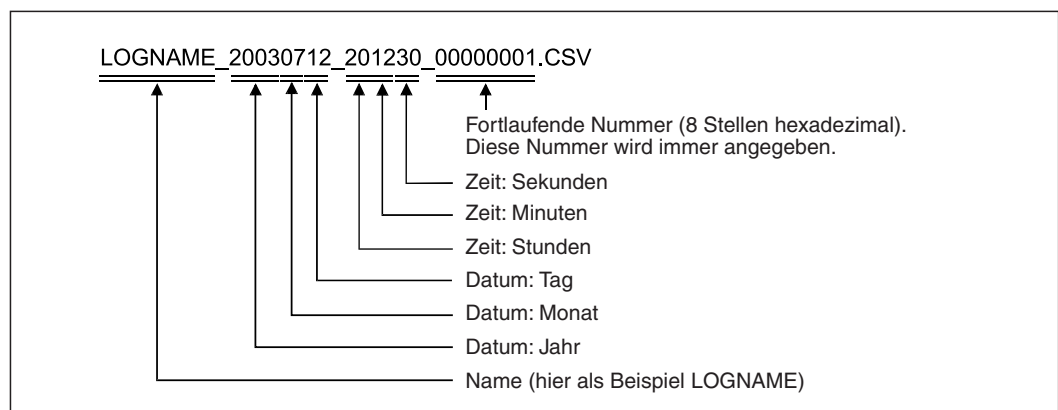 LOGNAME_20030712_201230_00000001.CSV
Fortlaufende Nummer (8 Stellen hexadezimal).
Diese Nummer wird immer angegeben.
Zeit: Sekunden
Zeit: Minuten
Zeit: Stunden
Datum: Tag
Datum: Monat
Datum: Jahr
Name (hier als Beispiel LOGNAME)